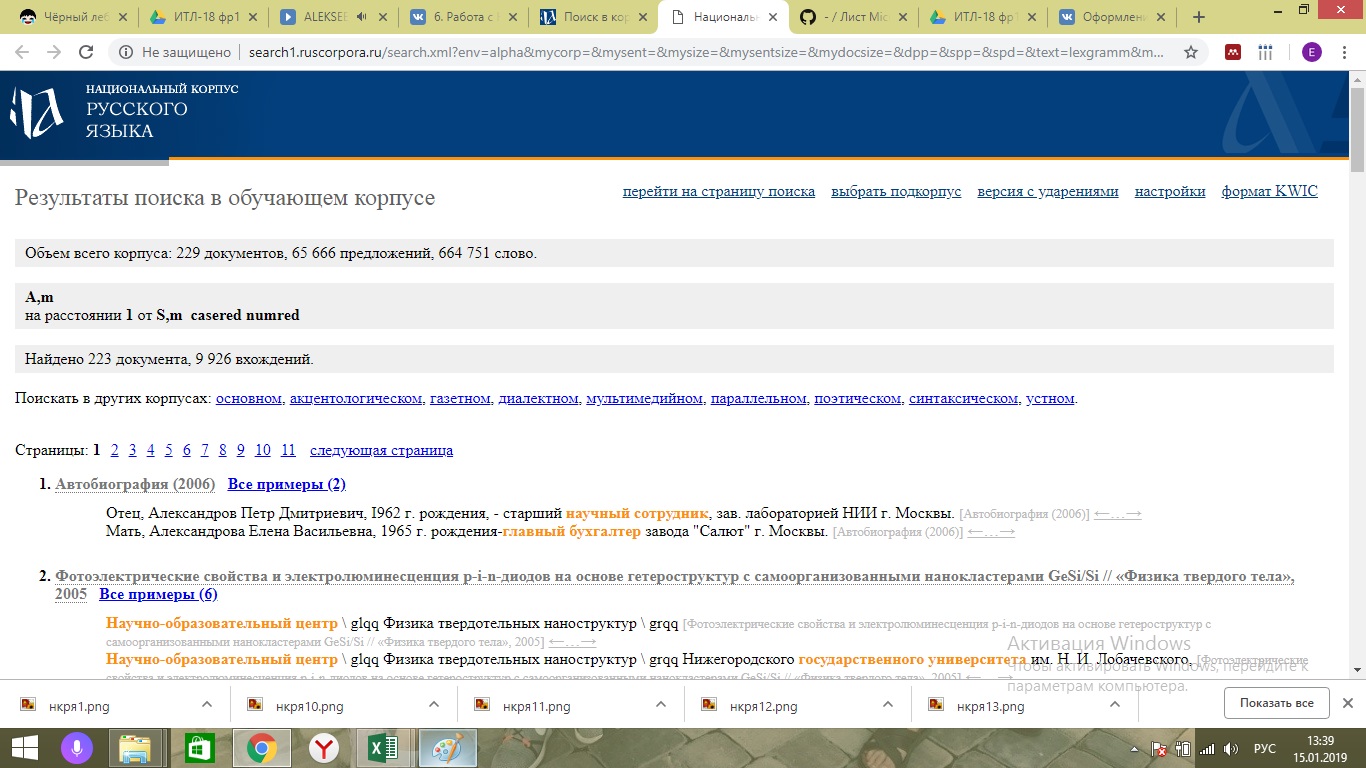 Чёрный леб
ИТЛ-18 фр1
ALEKSEE
6. Работа с
Поиск в кор
Националь
- / Лист Mic
ИТЛ-18 фр
Оформлен
Не защищено
search1.ruscorpora.ru/search.xml?env=alpha&mycorp=&mysent=&mysize=&mysentsize=&mydocsize=&dpp=&spp=&spd=&text=lexgramm&m...
E
НАЦИОНАЛЬНЫЙ КОРПУС
РУССКОГО
ЯЗЫКА
Результаты поиска в обучающем корпусе
перейти на страницу поиска выбрать подкорпус версия с ударениями настройки формат KWIC
Объем всего корпуса: 229 документов, 65 666 предложений, 664 751 слово.
A,m
на расстоянии 1 от S,m casered numred
Найдено 223 документа, 9 926 вхождений.
Поискать в других корпусах: основном, акцентологическом, газетном, диалектном, мультимедийном, параллельном, поэтическом, синтаксическом, устном.
Страницы: 1 2 3 4 5 6 7 8 9 10 11 следующая страница
1. Автобиография (2006) Все примеры (2)
Отец, Александров Петр Дмитриевич, I962 г. рождения, - старший научный сотрудник, зав. лабораторией НИИ г. Москвы. [Автобиография (2006)] ←…→
Мать, Александрова Елена Васильевна, 1965 г. рождения-главный бухгалтер завода "Салют" г. Москвы. [Автобиография (2006)] ←…→
2. Фотоэлектрические свойства и электролюминесценция p-i-n-диодов на основе гетероструктур с самоорганизованными нанокластерами GeSi/Si // «Физика твердого тела»,
2005 Все примеры (6)
Научно-образовательный центр \ glqq Физика твердотельных наноструктур \ grqq [Фотоэлектрические свойства и электролюминесценция p-i-n-диодов на основе гетероструктур с
самоорганизованными нанокластерами GeSi/Si // «Физика твердого тела», 2005] ←…→
Научно-образовательный центр \ glqq Физика твердотельных наноструктур \ grqq Нижегородского государственного университета им. Н. И. Лобачевского. [Фотоэлектрические
свойства и электролюминесценция p-i-n-диодов на основе гетероструктур с самоорганизованными нанокластерами GeSi/Si // «Физика твердого тела», 2005] ←…→
Активация Windows
Чтобы активировать Windows, перейдите к
параметрам компьютера.
нкря1.png
нкря10.png
нкря11.png
нкря12.png
нкря13.png
Показать все
РУС
13:39
15.01.2019